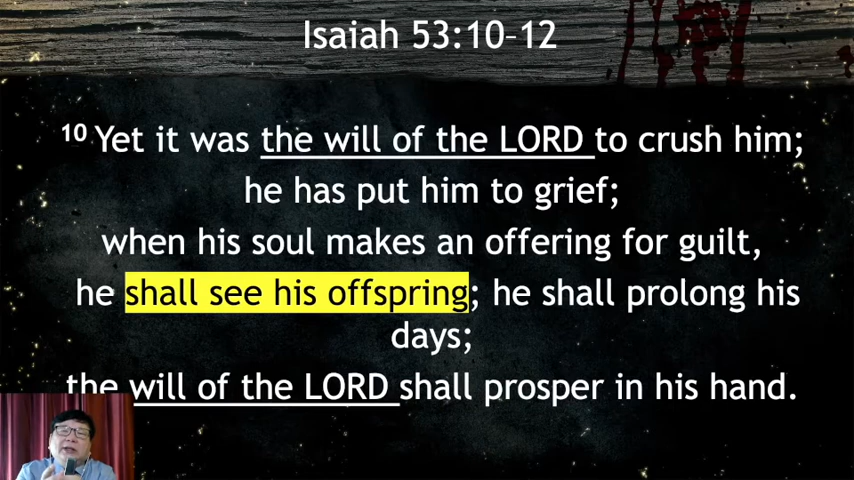 Isaiah 53:10–12
10 Yet it was the will of the LORD to crush him;
he has put him to grief;
when his soul makes an offering for guilt,
he shall see his offspring; he shall prolong his
days;
the will of the LORD shall prosper in his hand.